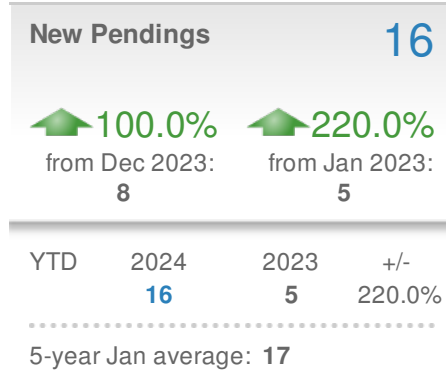 New Pendings 16
100.0% 220.0%
from Dec 2023: from Jan 2023:
8 5
YTD 2024 2023 +/-
16 5 220.0%
5-year Jan average: 17